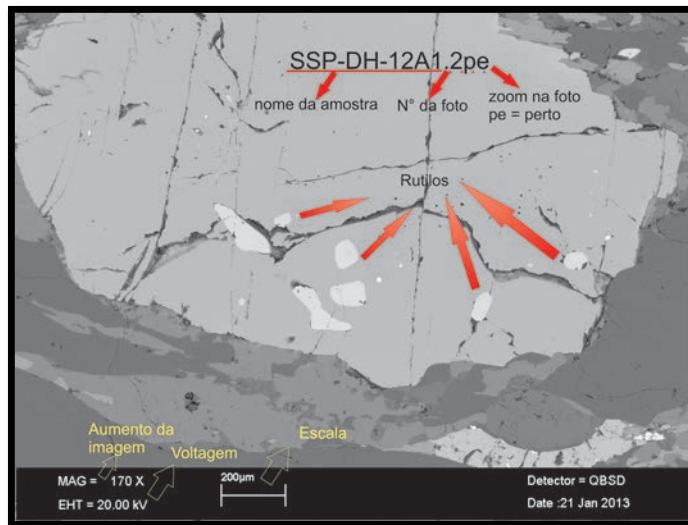 SSP-DH-12A1.2pe
nome da amostra
N° da foto
zoom na foto
pe = perto
Rutilos
Aumento da
imagem
Voltagem
Escala
MAG = 170 X
EHT = 20.00 kV
200µm
Detector = QBSD
Date :21 Jan 2013